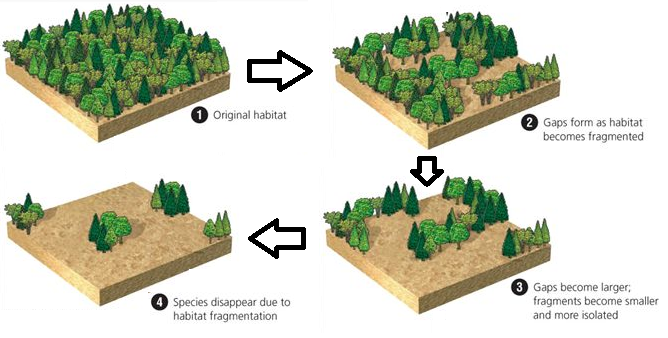 1 Original habitat
2 Gaps form as habitat
becomes fragmented
3 Gaps become larger;
fragments become smaller
and more isolated
4 Species disappear due to
habitat fragmentation